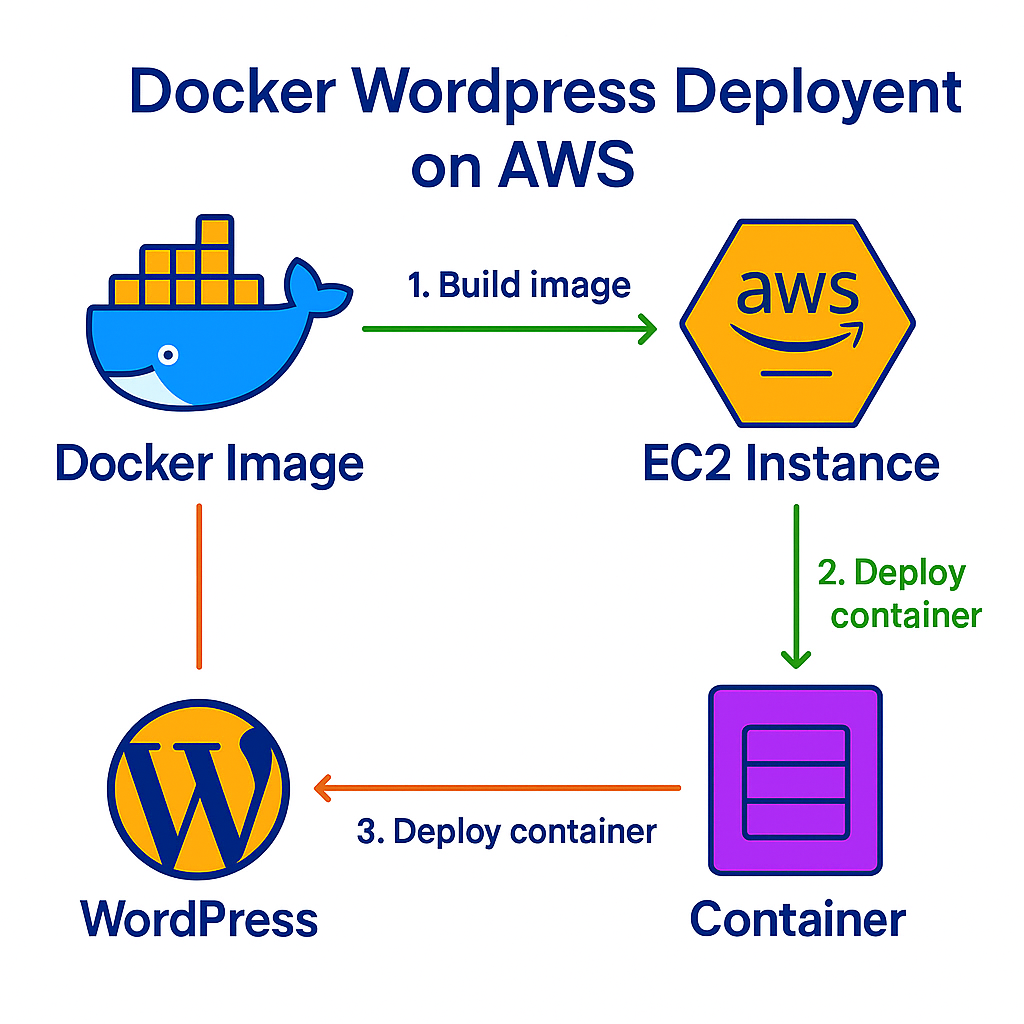 Docker Wordpress Deployent
on AWS
1. Build image
aws
Docker Image
EC2 Instance
2. Deploy
container
W
3. Deploy container
WordPress
Container